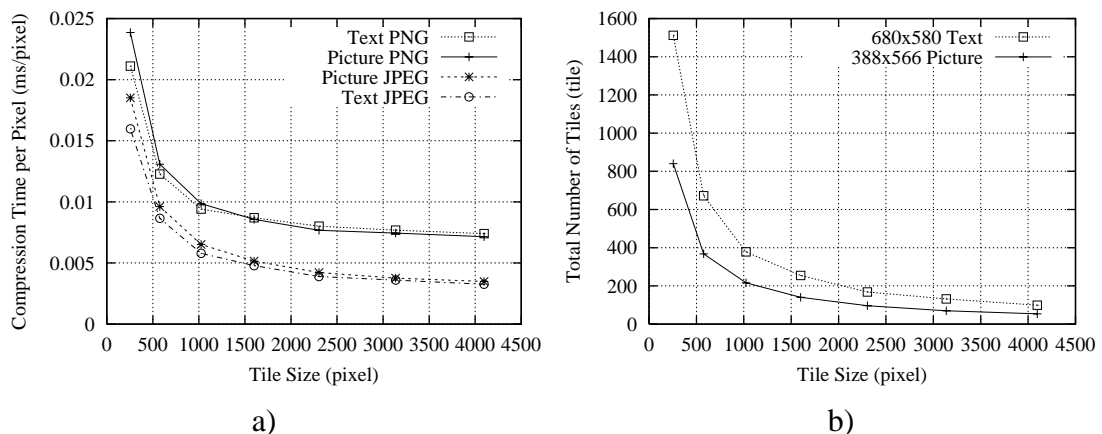 0.025
0.02
0.015
0.01
0.005
0
Compression Time per Pixel (ms/pixel)
Text PNG
Picture PNG
Picture JPEG
Text JPEG
0 500 1000 1500 2000 2500 3000 3500 4000 4500
Tile Size (pixel)
a)
1600
1400
1200
1000
800
600
400
200
0
Total Number of Tiles (tile)
680x580 Text
388x566 Picture
0 500 1000 1500 2000 2500 3000 3500 4000 4500
Tile Size (pixel)
b)